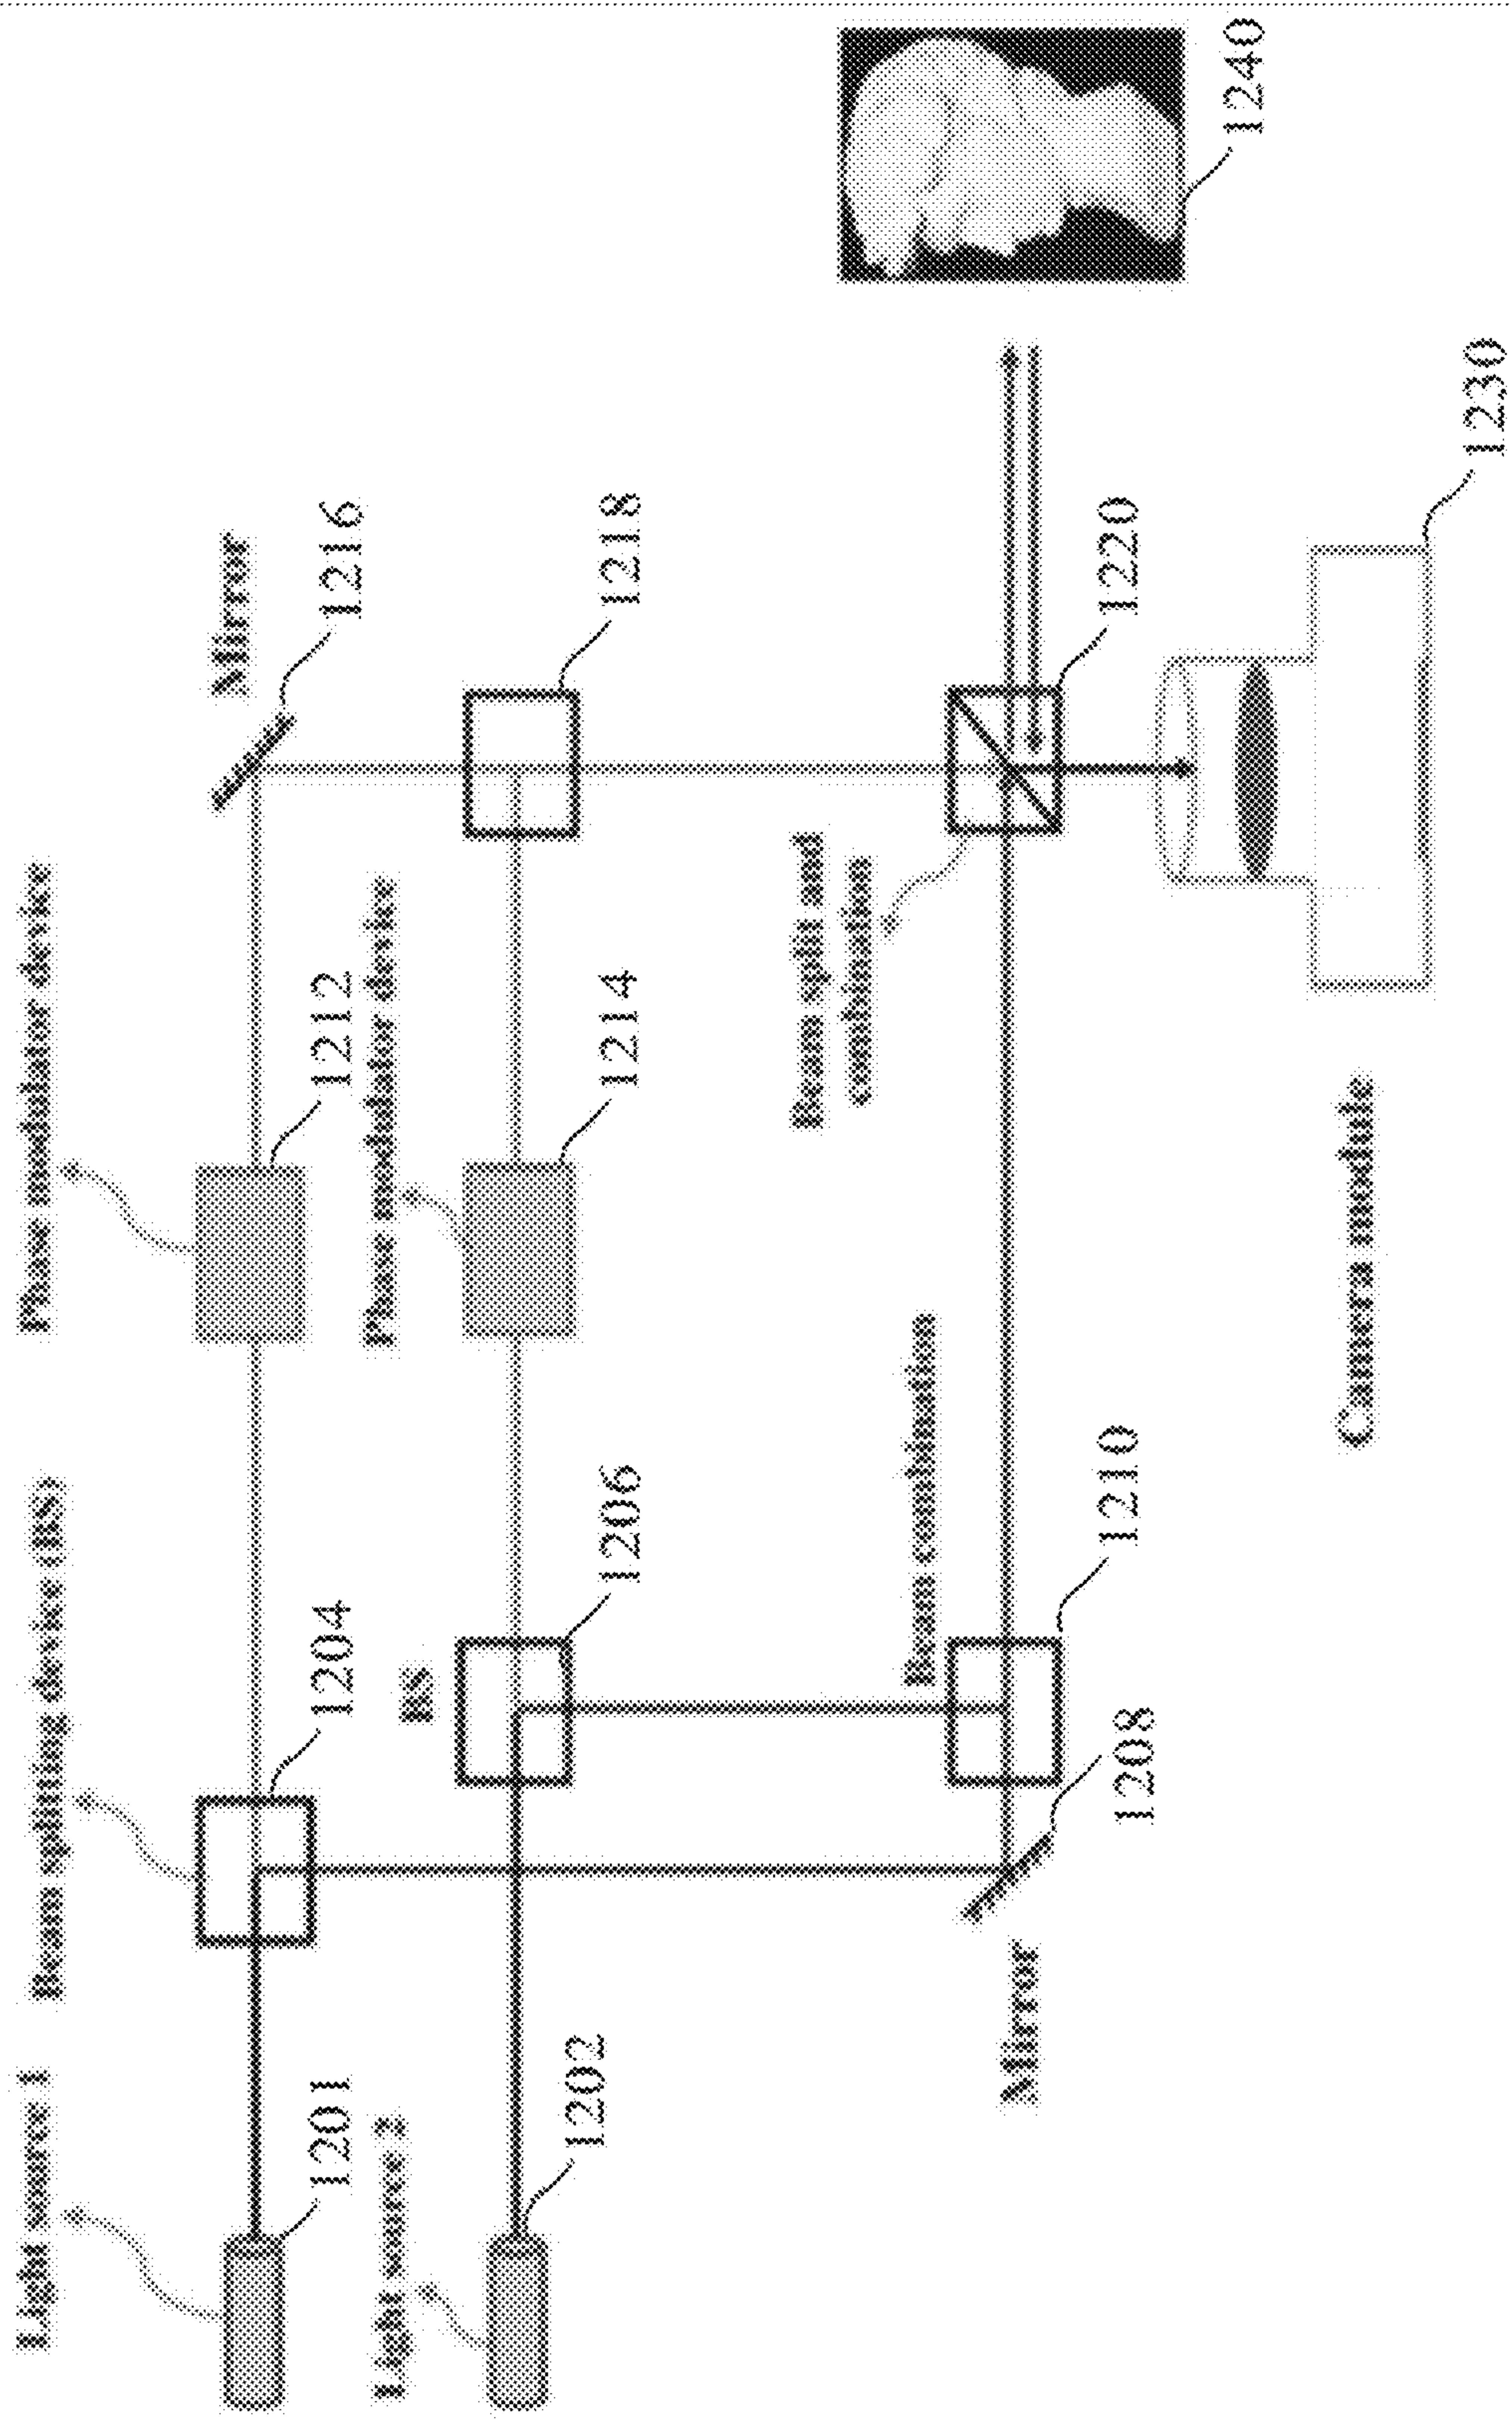 Light source 1
1201
Light source 2
1202
Beam spliting device (BS)
1204
BS
1206
Mirror
1208
Beam combination
1210
Phase modulator device
1212
Phase modulator device
1214
Mirror
1216
1218
Beam split and
combination
1220
Camera module
1230
1240